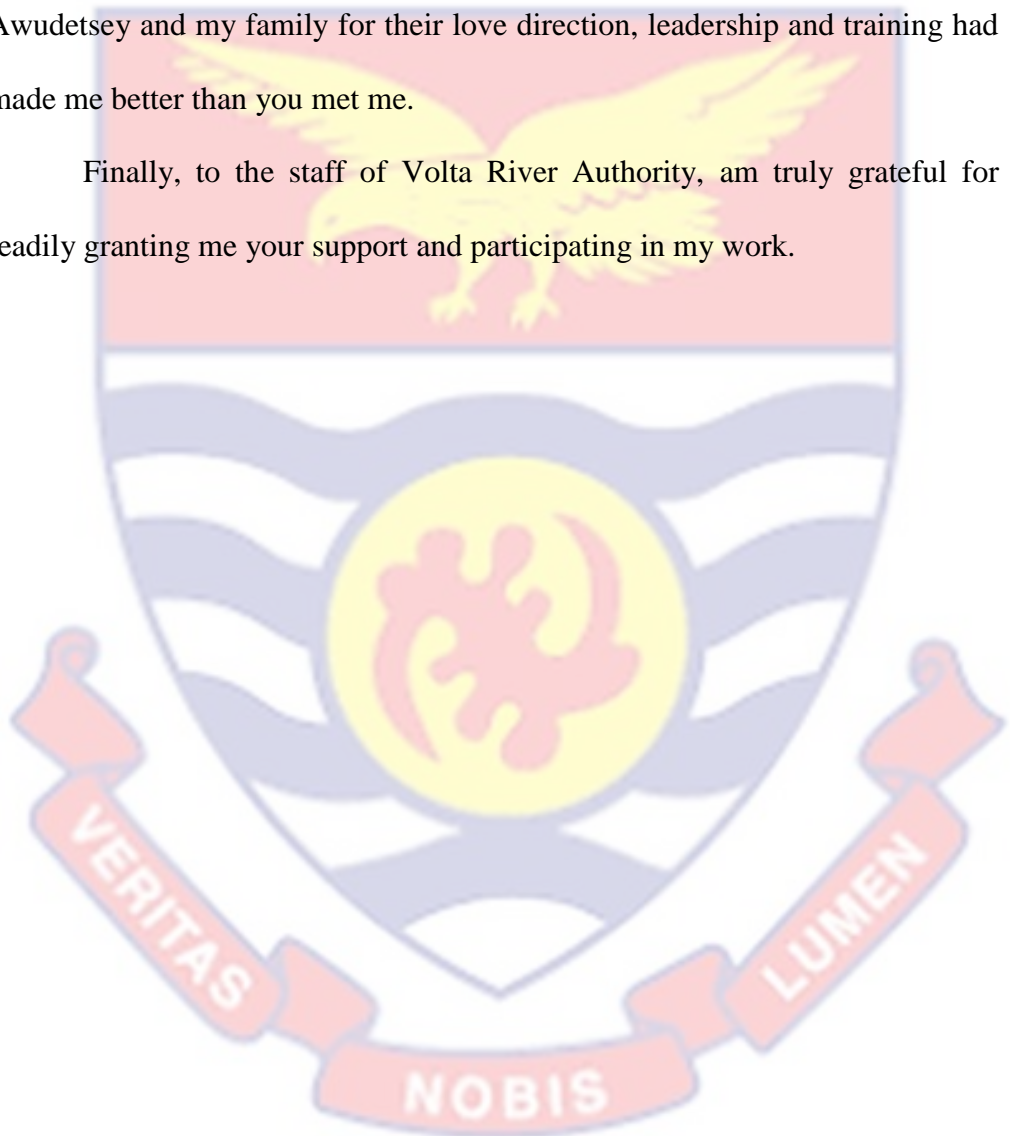 Awudetsey and my family for their love direction, leadership and training had
made me better than you met me.
Finally, to the staff of Volta River Authority, am truly grateful for
readily granting me your support and participating in my work.
VERITAS
NOBIS
LUMEN